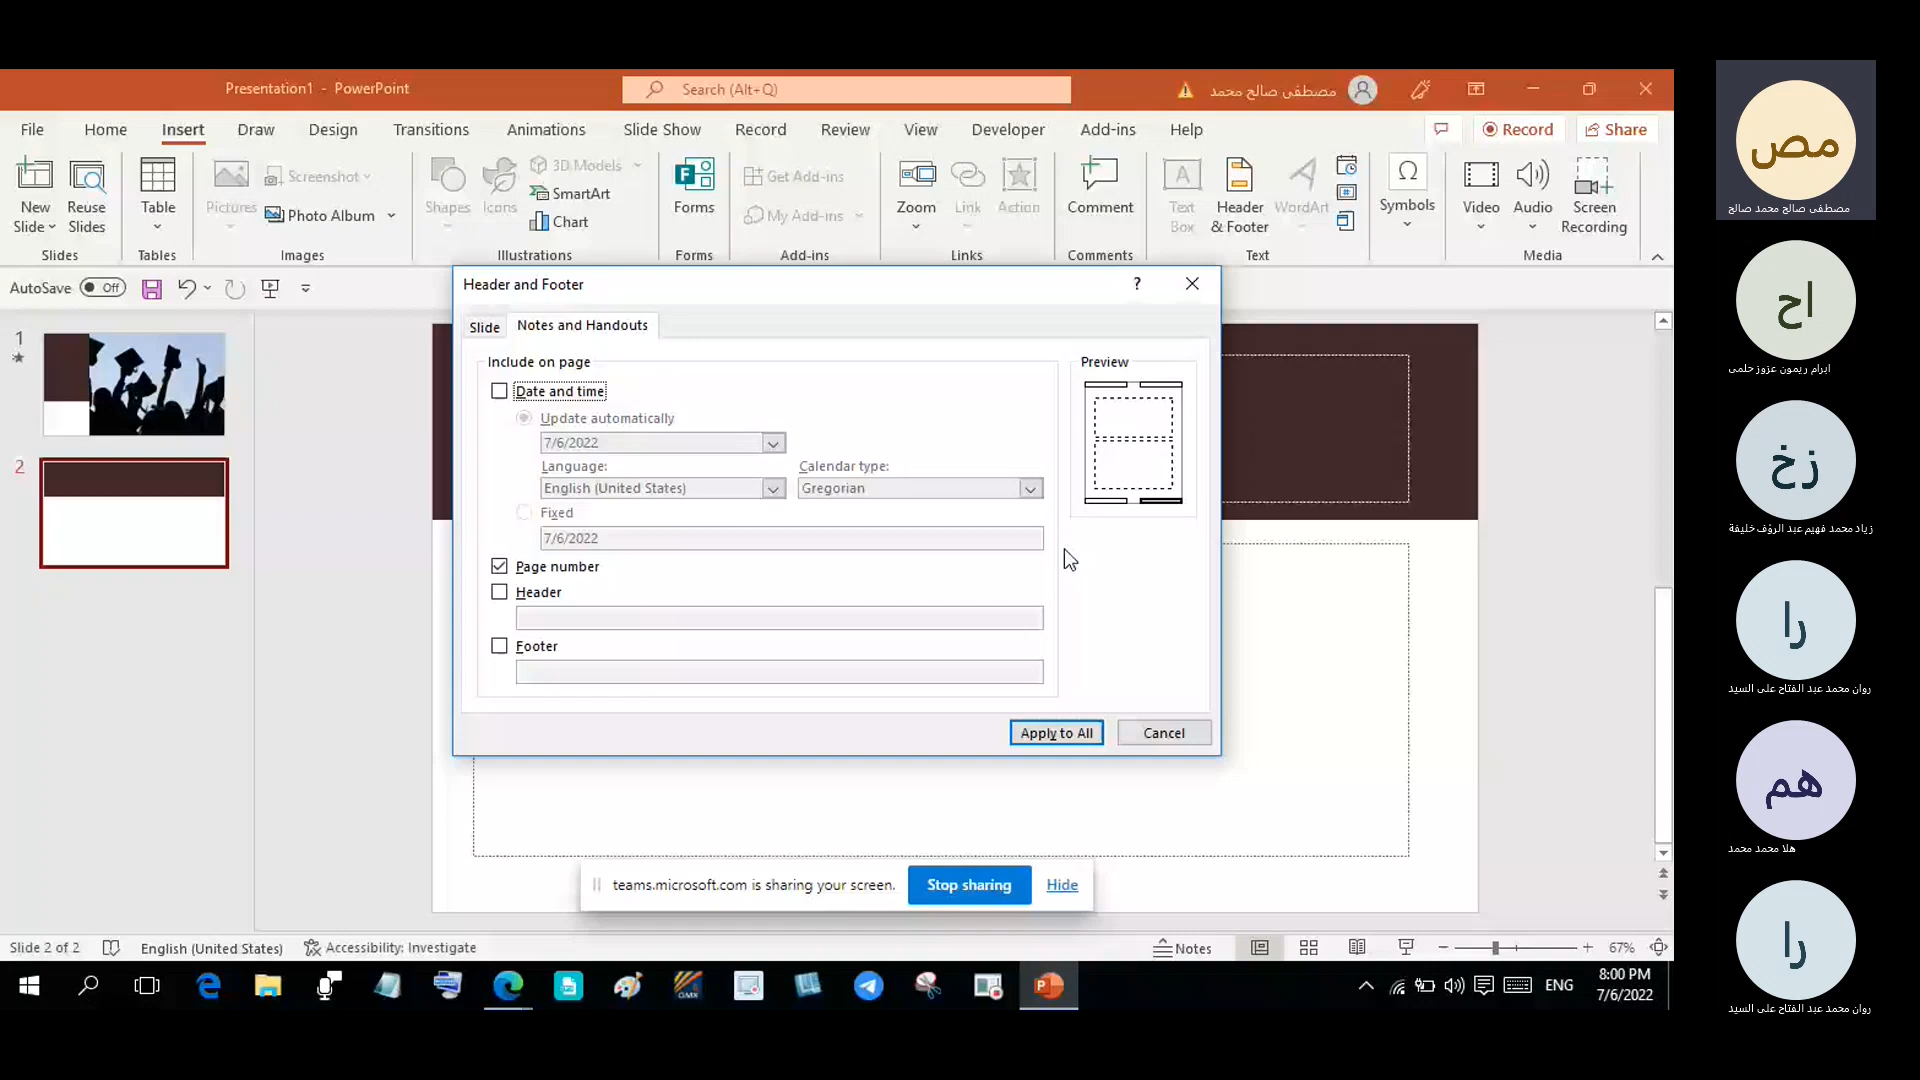 Presentation1 - PowerPoint
Search (Alt+Q)
مصطفى صالح محمد
File Home Insert Draw Design Transitions Animations Slide Show Record Review View Developer Add-ins Help
Record
Share
New Slide
Reuse Slides
Slides
Table
Tables
Pictures
Screenshot
Photo Album
Images
Shapes
Icons
3D Models
SmartArt
Chart
Illustrations
Forms
Forms
Get Add-ins
My Add-ins
Add-ins
Zoom
Link
Action
Links
Comment
Comments
Text Box
Header & Footer
WordArt
Text
Symbols
Video
Audio
Screen Recording
Media
AutoSave Off
1
2
Header and Footer
?
Slide
Notes and Handouts
Include on page
Preview
Date and time
Update automatically
7/6/2022
Language:
Calendar type:
English (United States)
Gregorian
Fixed
7/6/2022
Page number
Header
Footer
Apply to All
Cancel
teams.microsoft.com is sharing your screen.
Stop sharing
Hide
Slide 2 of 2
English (United States)
Accessibility: Investigate
Notes
67%
ENG
8:00 PM
7/6/2022
مص
مصطفى صالح محمد صالح
اح
ابرام ريمون عزوز حلمى
زخ
زياد محمد فهيم عبد الرؤف خليفة
را
روان محمد عبد الفتاح على السيد
هم
هلا محمد محمد
را
روان محمد عبد الفتاح على السيد